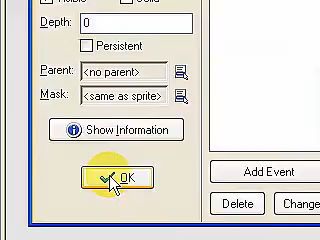 Depth: 0
Persistent
Parent: <no parent>
Mask: <same as sprite>
Show Information
OK
Add Event
Delete
Change